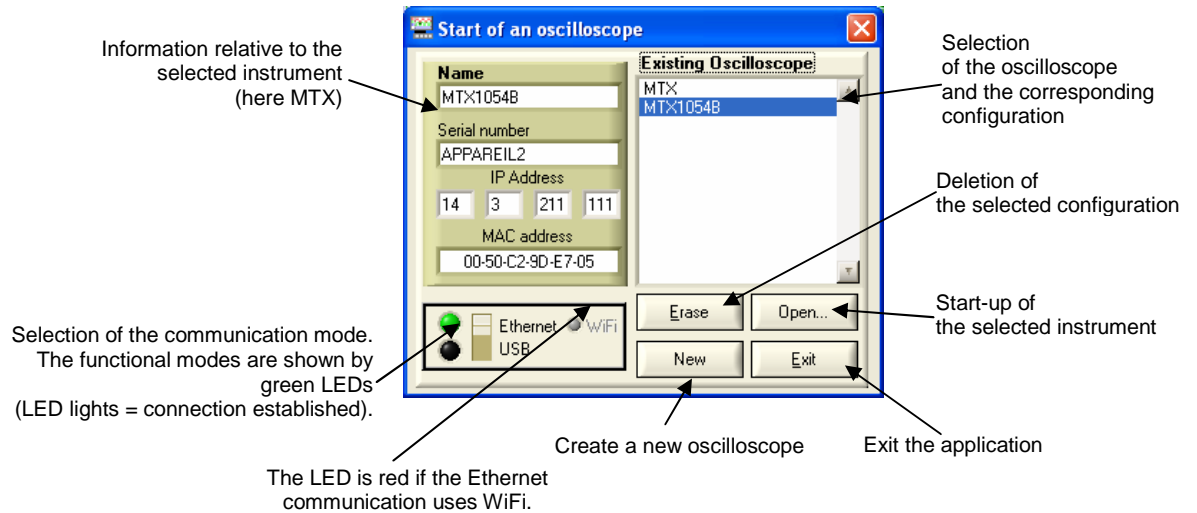 Start of an oscilloscope
Information relative to the
selected instrument
(here MTX)
Name
MTX1054B
Serial number
APPAREIL2
IP Address
14 3 211 111
MAC address
00-50-C2-9D-E7-05
Existing Oscilloscope
MTX
MTX1054B
Selection
of the oscilloscope
and the corresponding
configuration
Deletion of
the selected configuration
Ethernet WiFi
USB
Erase Open...
New Exit
Start-up of
the selected instrument
Selection of the communication mode.
The functional modes are shown by
green LEDs
(LED lights = connection established).
Create a new oscilloscope
Exit the application
The LED is red if the Ethernet
communication uses WiFi.